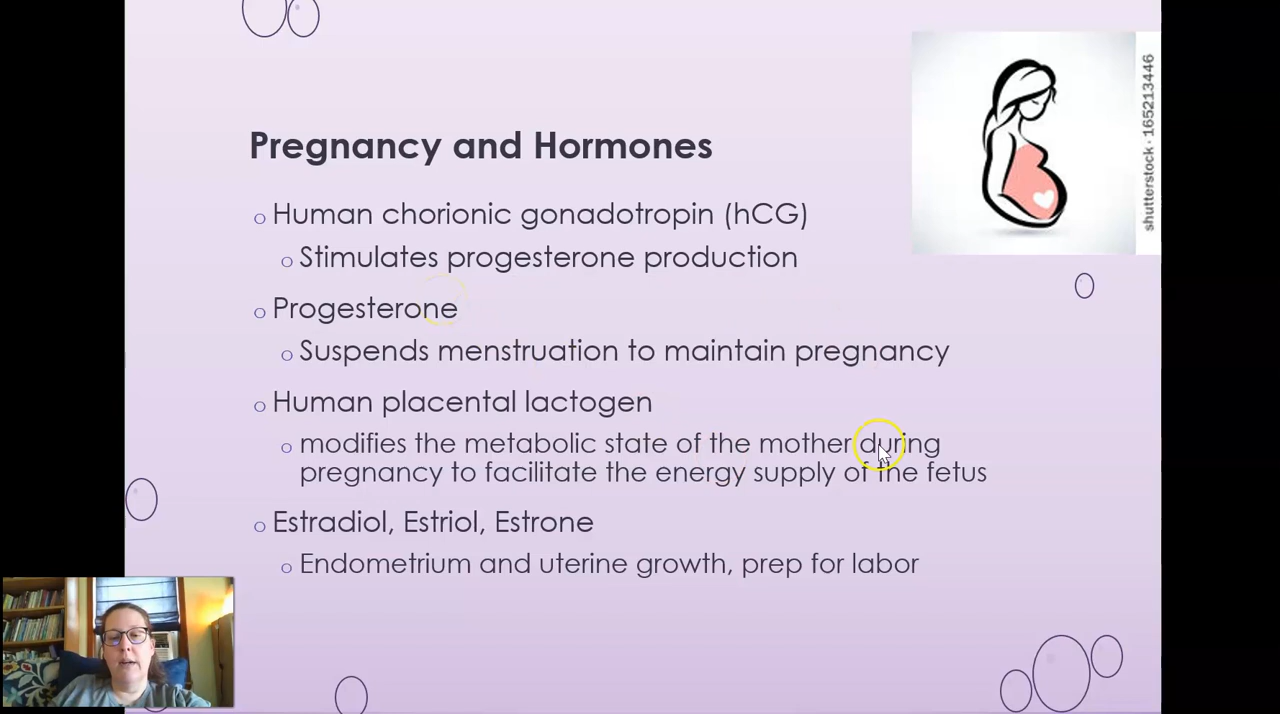 Pregnancy and Hormones
Human chorionic gonadotropin (hCG)
Stimulates progesterone production
Progesterone
Suspends menstruation to maintain pregnancy
Human placental lactogen
modifies the metabolic state of the mother during
pregnancy to facilitate the energy supply of the fetus
Estradiol, Estriol, Estrone
Endometrium and uterine growth, prep for labor
shutterstock · 165213446